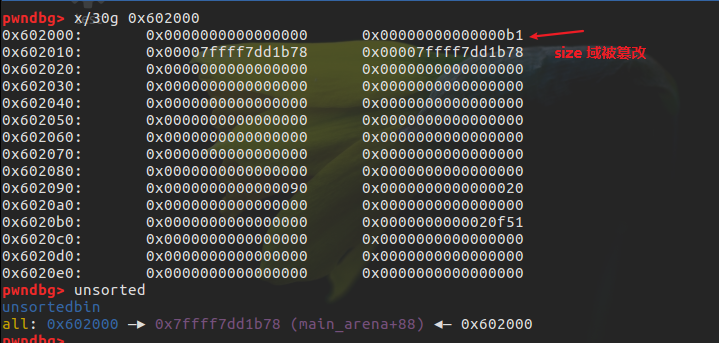 pwndbg> x/30g 0x602000
0x602000: 0x0000000000000000 0x00000000000000b1
size 域被篡改
0x602010: 0x00007ffff7dd1b78 0x00007ffff7dd1b78
0x602020: 0x0000000000000000 0x0000000000000000
0x602030: 0x0000000000000000 0x0000000000000000
0x602040: 0x0000000000000000 0x0000000000000000
0x602050: 0x0000000000000000 0x0000000000000000
0x602060: 0x0000000000000000 0x0000000000000000
0x602070: 0x0000000000000000 0x0000000000000000
0x602080: 0x0000000000000000 0x0000000000000000
0x602090: 0x0000000000000090 0x0000000000000020
0x6020a0: 0x0000000000000000 0x0000000000000000
0x6020b0: 0x0000000000000000 0x0000000000020f51
0x6020c0: 0x0000000000000000 0x0000000000000000
0x6020d0: 0x0000000000000000 0x0000000000000000
0x6020e0: 0x0000000000000000 0x0000000000000000
pwndbg> unsorted
unsortedbin
all: 0x602000 —▸ 0x7ffff7dd1b78 (main_arena+88) ◂— 0x602000
pwndbg>